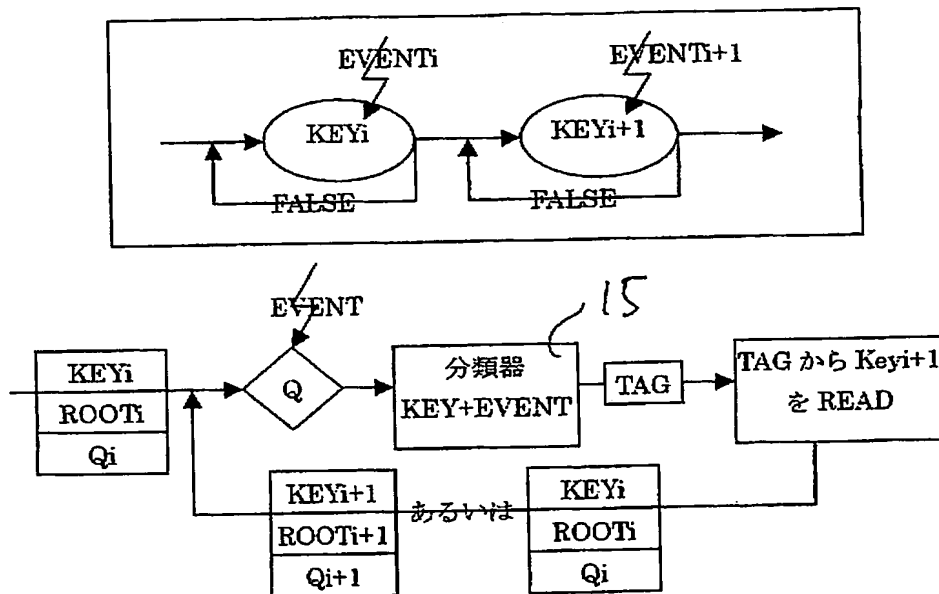 EVENTi
EVENTi+1
KEYi
KEYi+1
FALSE
FALSE
EVENT
15
KEYi
ROOTi
Qi
Q
分類器
KEY+EVENT
TAG
TAG から Keyi+1
を READ
KEYi+1
ROOTi+1
Qi+1
あるいは
KEYi
ROOTi
Qi